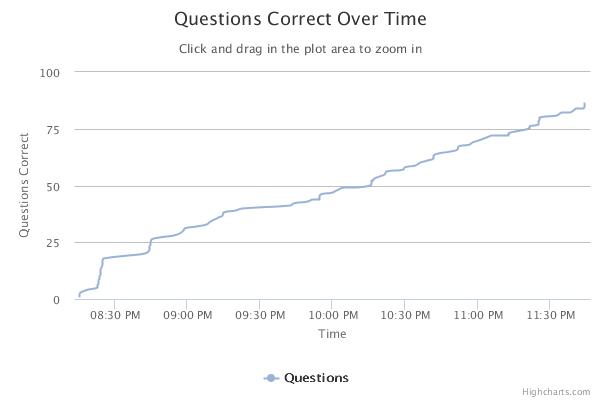 Questions Correct Over Time
Click and drag in the plot area to zoom in
Questions Correct
100
75
50
25
0
08:30 PM 09:00 PM 09:30 PM 10:00 PM 10:30 PM 11:00 PM 11:30 PM
Time
Questions
Highcharts.com